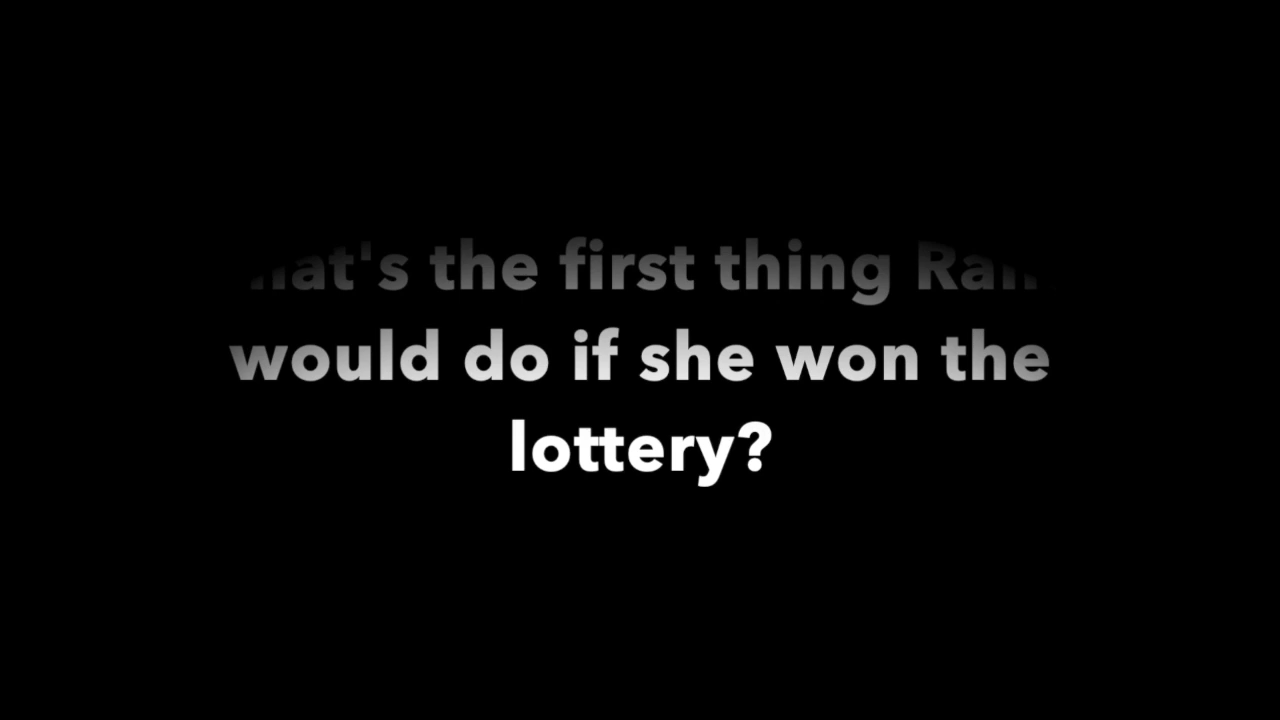 the first thing
would do if she won the
lottery?